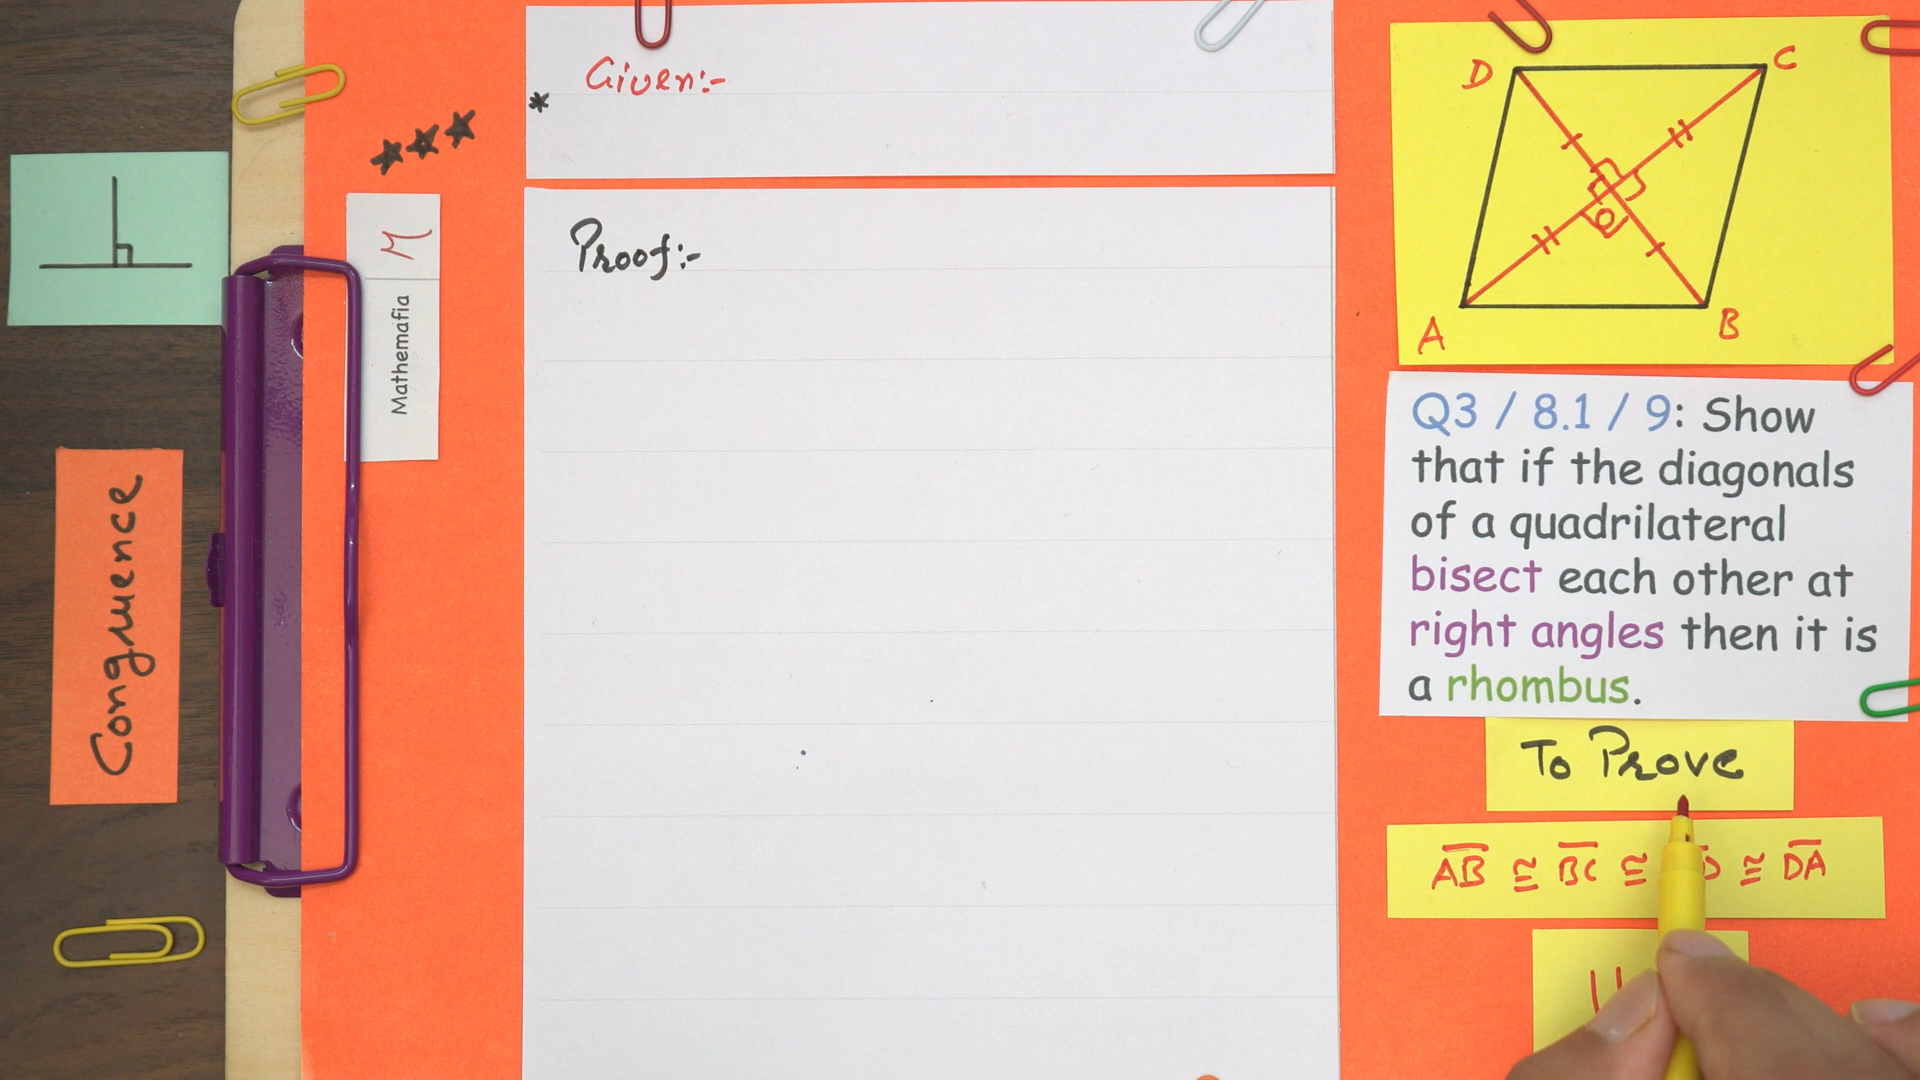 Given:-
*
Proof:-
M
Mathemafia
Congruence
D
C
O
A
B
Q3 / 8.1 / 9: Show
that if the diagonals
of a quadrilateral
bisect each other at
right angles then it is
a rhombus.
To Prove
AB ≅ BC ≅ D ≅ DA